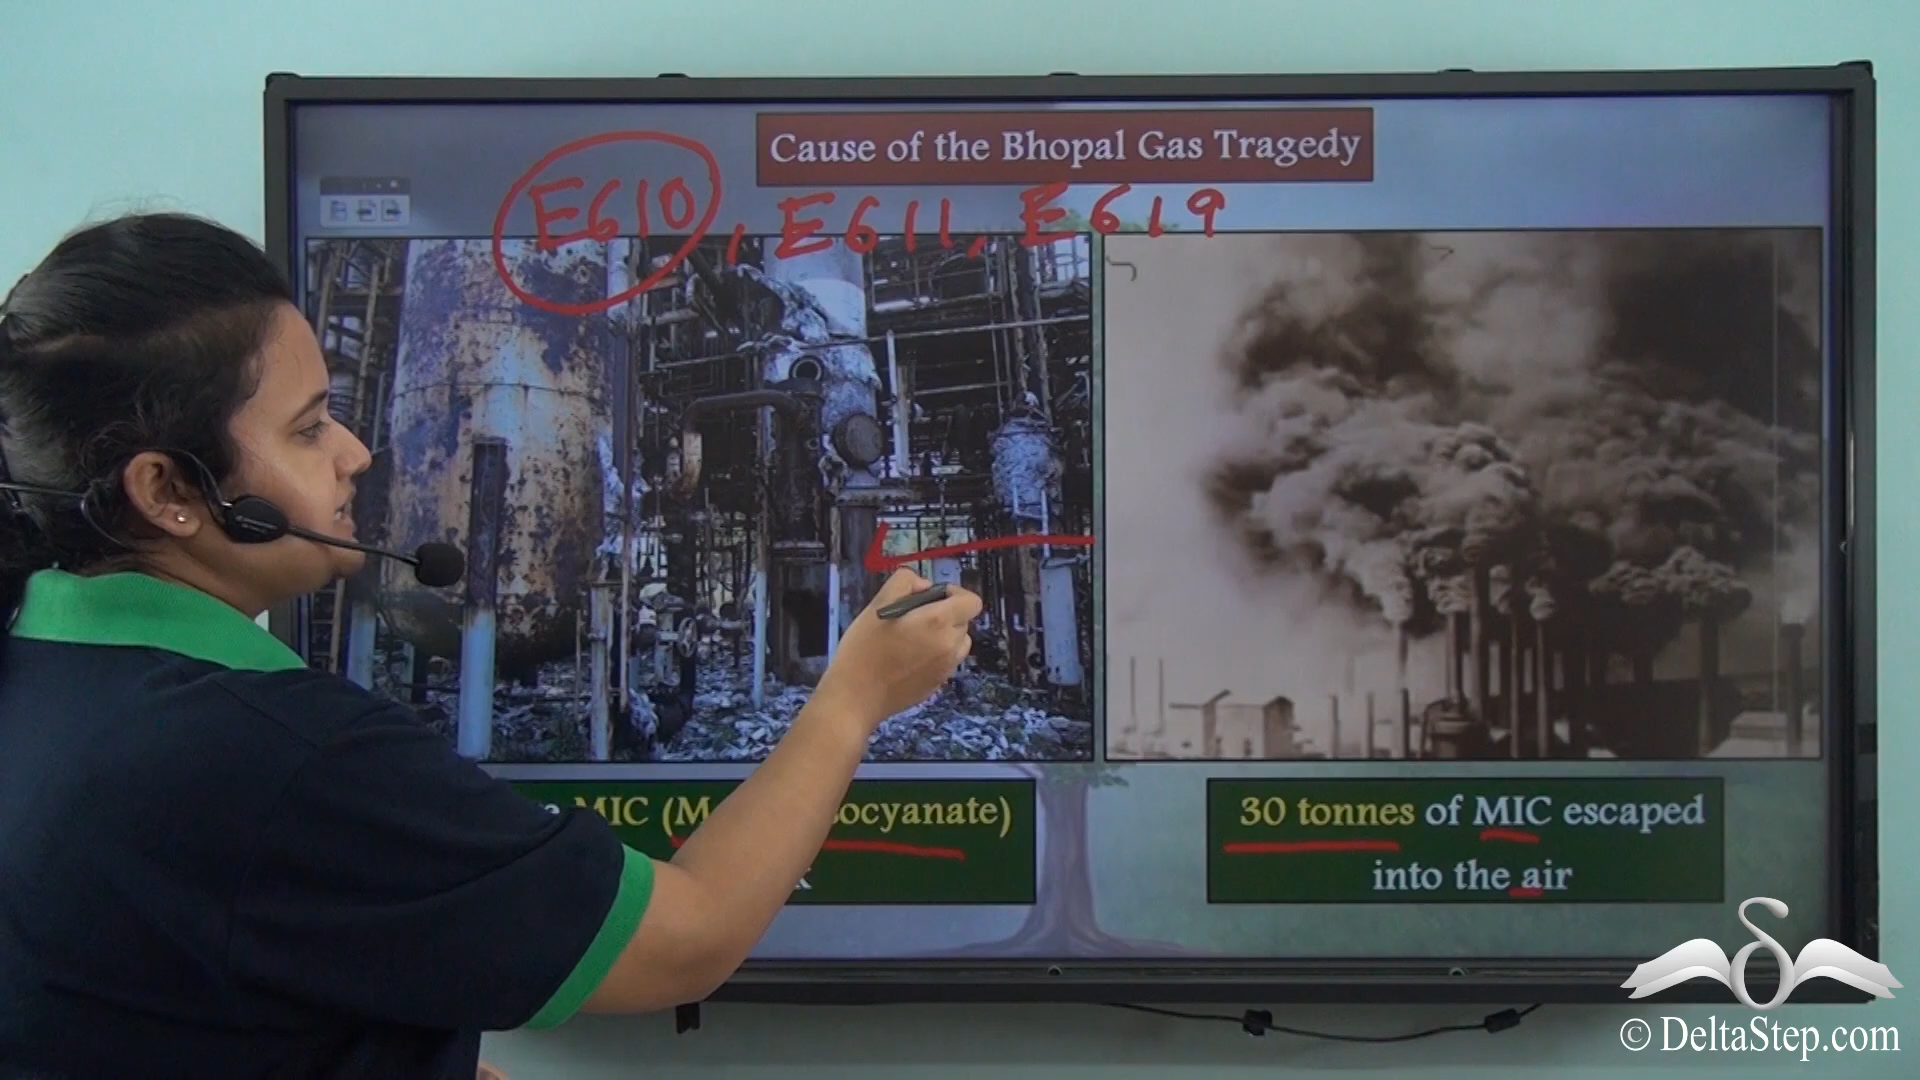 Cause of the Bhopal Gas Tragedy
E610, E611, E619
MIC
30 tonnes of MIC escaped
into the air
© DeltaStep.com